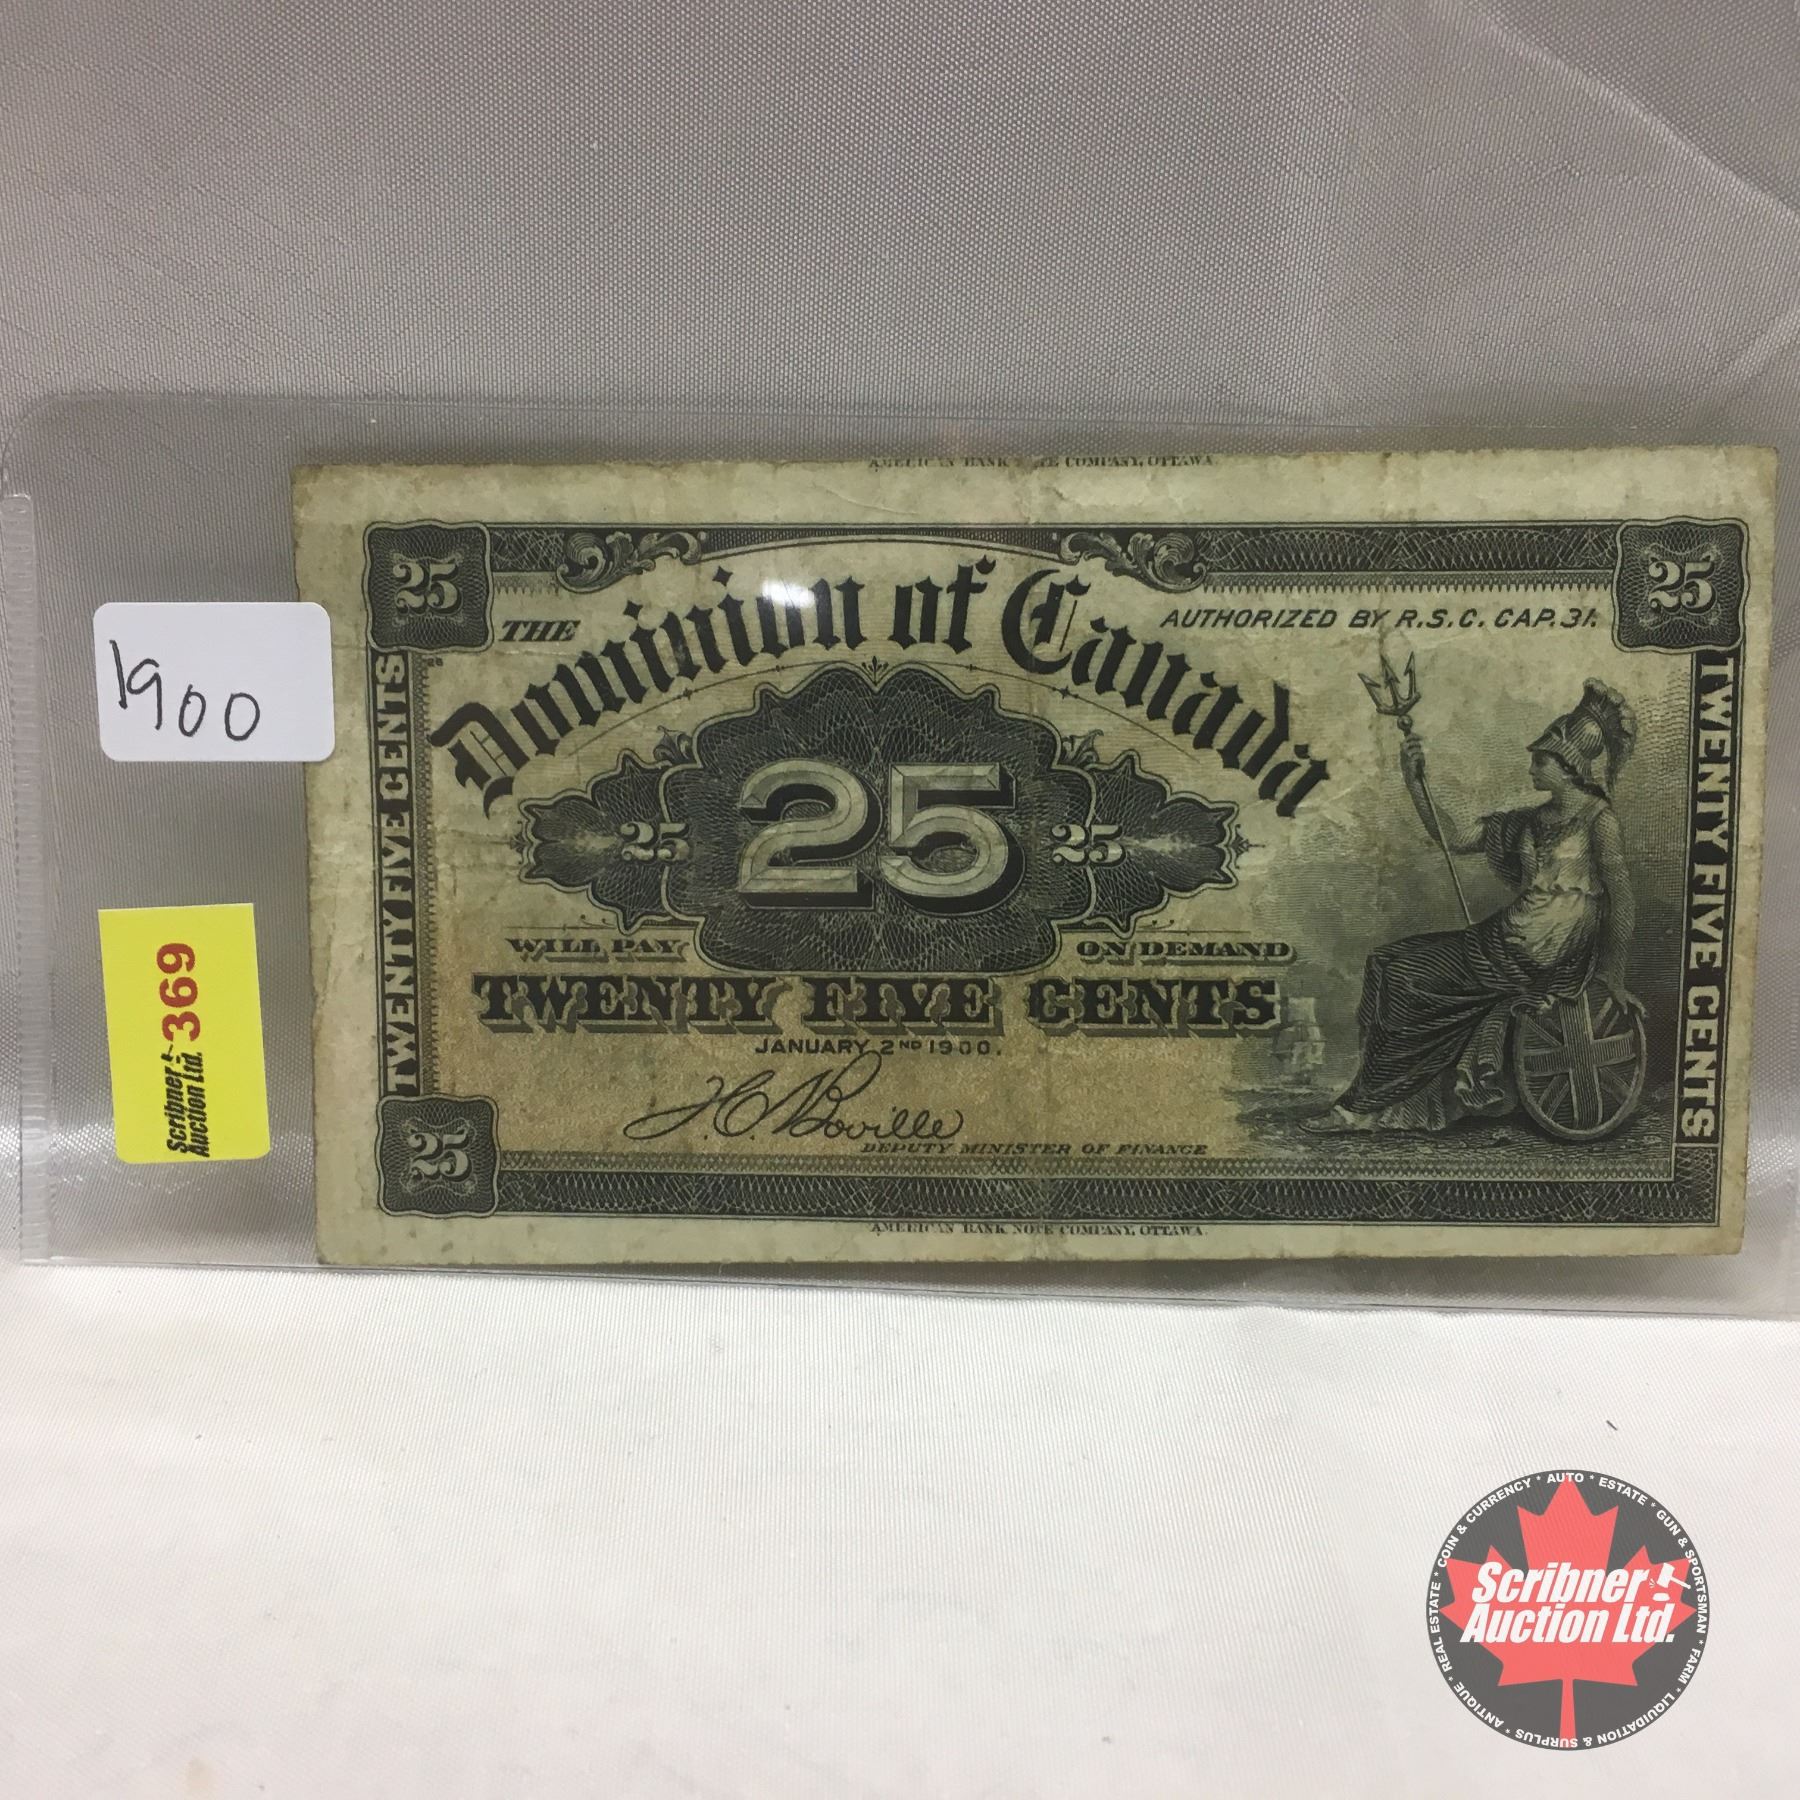 AMERICAN BANK NOTE COMPANY, OTTAWA.
25
25
THE
Dominion of Canada
AUTHORIZED BY R.S.C. CAP. 31.
TWENTY FIVE CENTS
TWENTY FIVE CENTS
25
25
25
WILL PAY
ON DEMAND
TWENTY FIVE CENTS
JANUARY 2ND 1900.
J.C. Boville
DEPUTY MINISTER OF FINANCE
25
AMERICAN BANK NOTE COMPANY, OTTAWA.
1900
369
Scribner
Auction Ltd.
COIN & CURRENCY * AUTO * ESTATE * GUN & SPORTSMAN * FARM * LIQUIDATION & SURPLUS * ANTIQUE * REAL ESTATE *
Scribner
Auction Ltd.